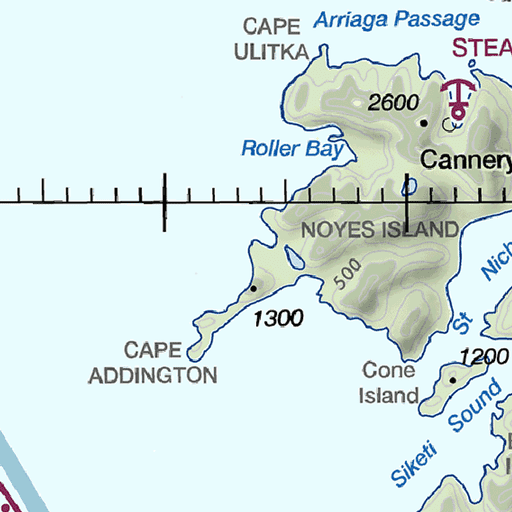 Arriaga Passage
CAPE
ULITKA
STEA
2600
Roller Bay
Cannery
NOYES ISLAND
Nich
500
1300
St
CAPE
ADDINGTON
1200
Cone
Island
Sound
Siketi